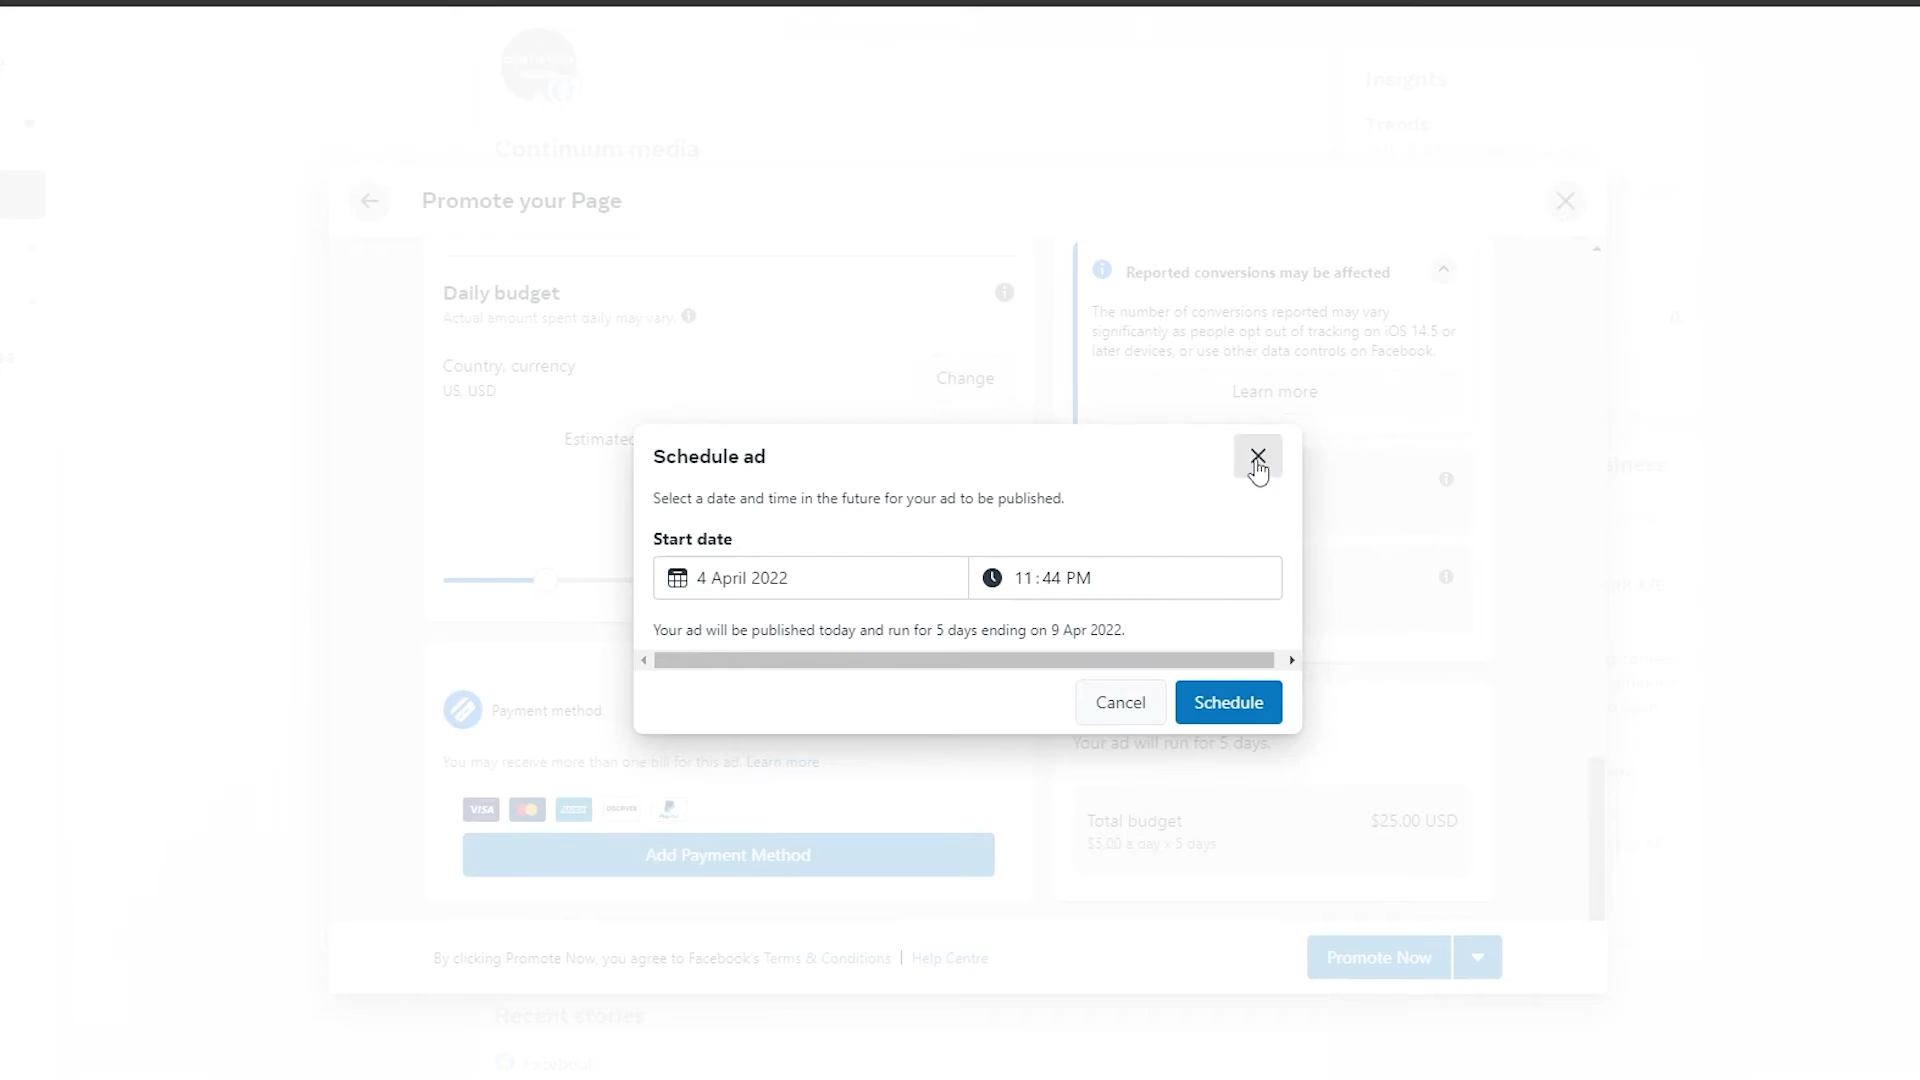 Insights
Trends
Continuum media
Promote your Page
Daily budget
Actual amount spent daily may vary.
Country, currency
US, USD
Change
Estimated
Reported conversions may be affected
The number of conversions reported may vary
significantly as people opt out of tracking on iOS 14.5 or
later devices, or use other data controls on Facebook.
Learn more
Schedule ad
Select a date and time in the future for your ad to be published.
Start date
4 April 2022
11:44 PM
Your ad will be published today and run for 5 days ending on 9 Apr 2022.
Cancel
Schedule
Payment method
You may receive more than one bill for this ad. Learn more
VISA
DISCOVER
PayPal
Add Payment Method
Your ad will run for 5 days.
Total budget
$25.00 USD
$5.00 a day x 5 days
By clicking Promote Now, you agree to Facebook's Terms & Conditions | Help Centre
Promote Now
Recent stories
Facebook